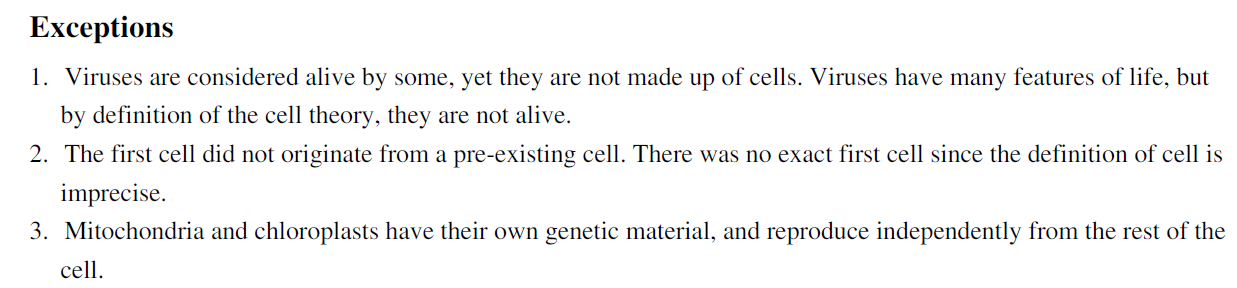 Exceptions
1. Viruses are considered alive by some, yet they are not made up of cells. Viruses have many features of life, but
by definition of the cell theory, they are not alive.
2. The first cell did not originate from a pre-existing cell. There was no exact first cell since the definition of cell is
imprecise.
3. Mitochondria and chloroplasts have their own genetic material, and reproduce independently from the rest of the
cell.